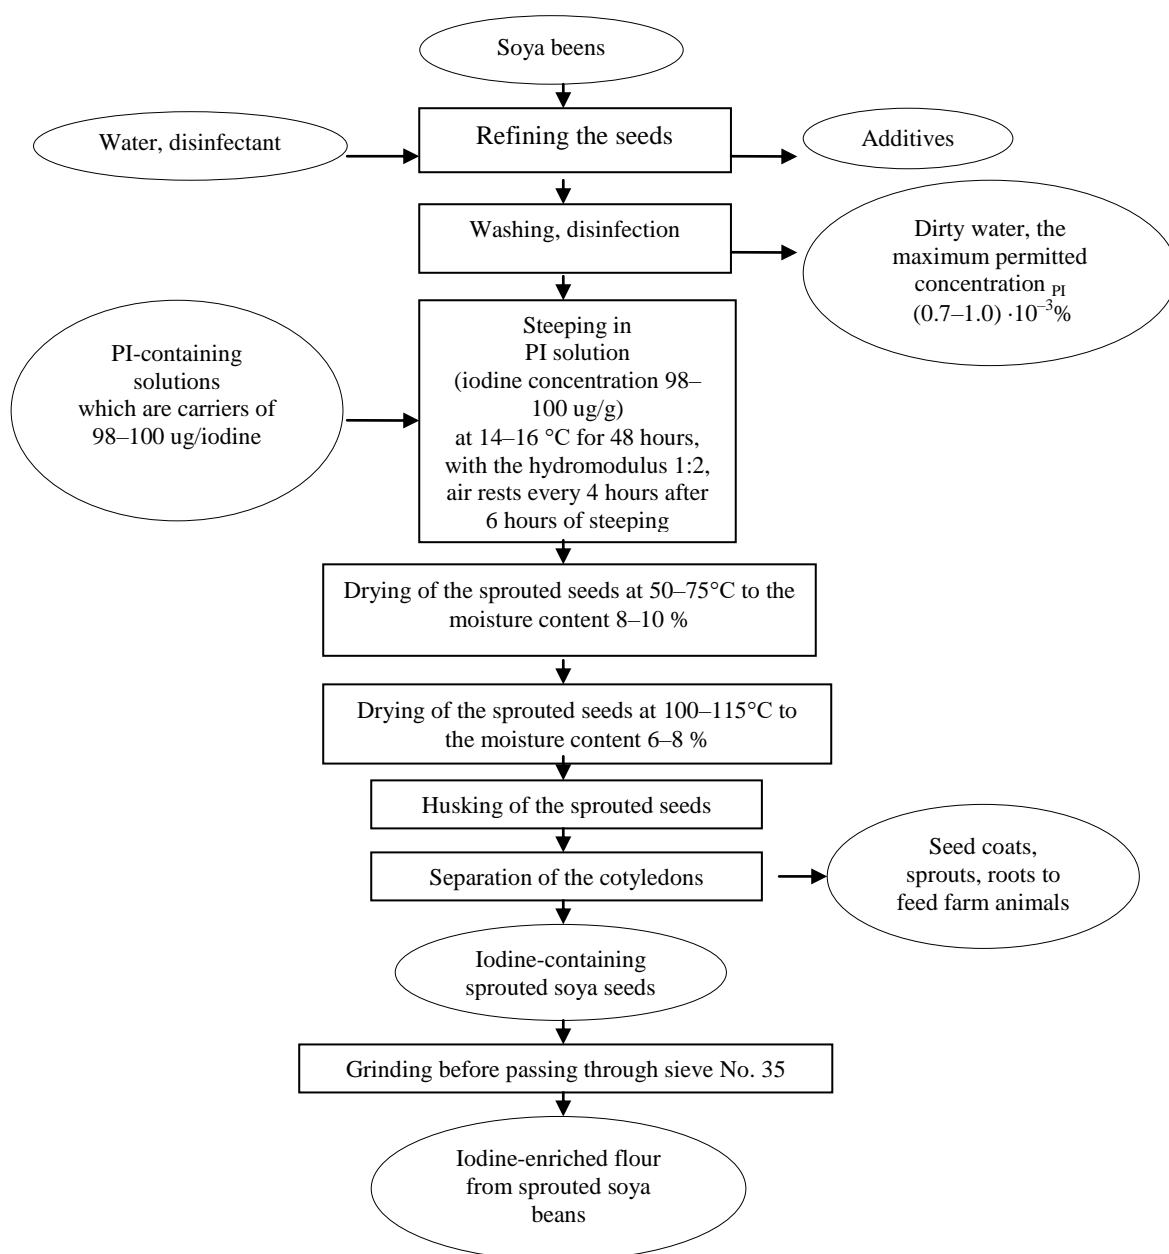 Soya beens
Water, disinfectant
Refining the seeds
Additives
Washing, disinfection
Dirty water, the
maximum permitted
concentration PI
(0.7–1.0) ·10–3%
PI-containing
solutions
which are carriers of
98–100 ug/iodine
Steeping in
PI solution
(iodine concentration 98–
100 ug/g)
at 14–16 °C for 48 hours,
with the hydromodulus 1:2,
air rests every 4 hours after
6 hours of steeping
Drying of the sprouted seeds at 50–75°C to the
moisture content 8–10 %
Drying of the sprouted seeds at 100–115°C to
the moisture content 6–8 %
Husking of the sprouted seeds
Separation of the cotyledons
Seed coats,
sprouts, roots to
feed farm animals
Iodine-containing
sprouted soya seeds
Grinding before passing through sieve No. 35
Iodine-enriched flour
from sprouted soya
beans